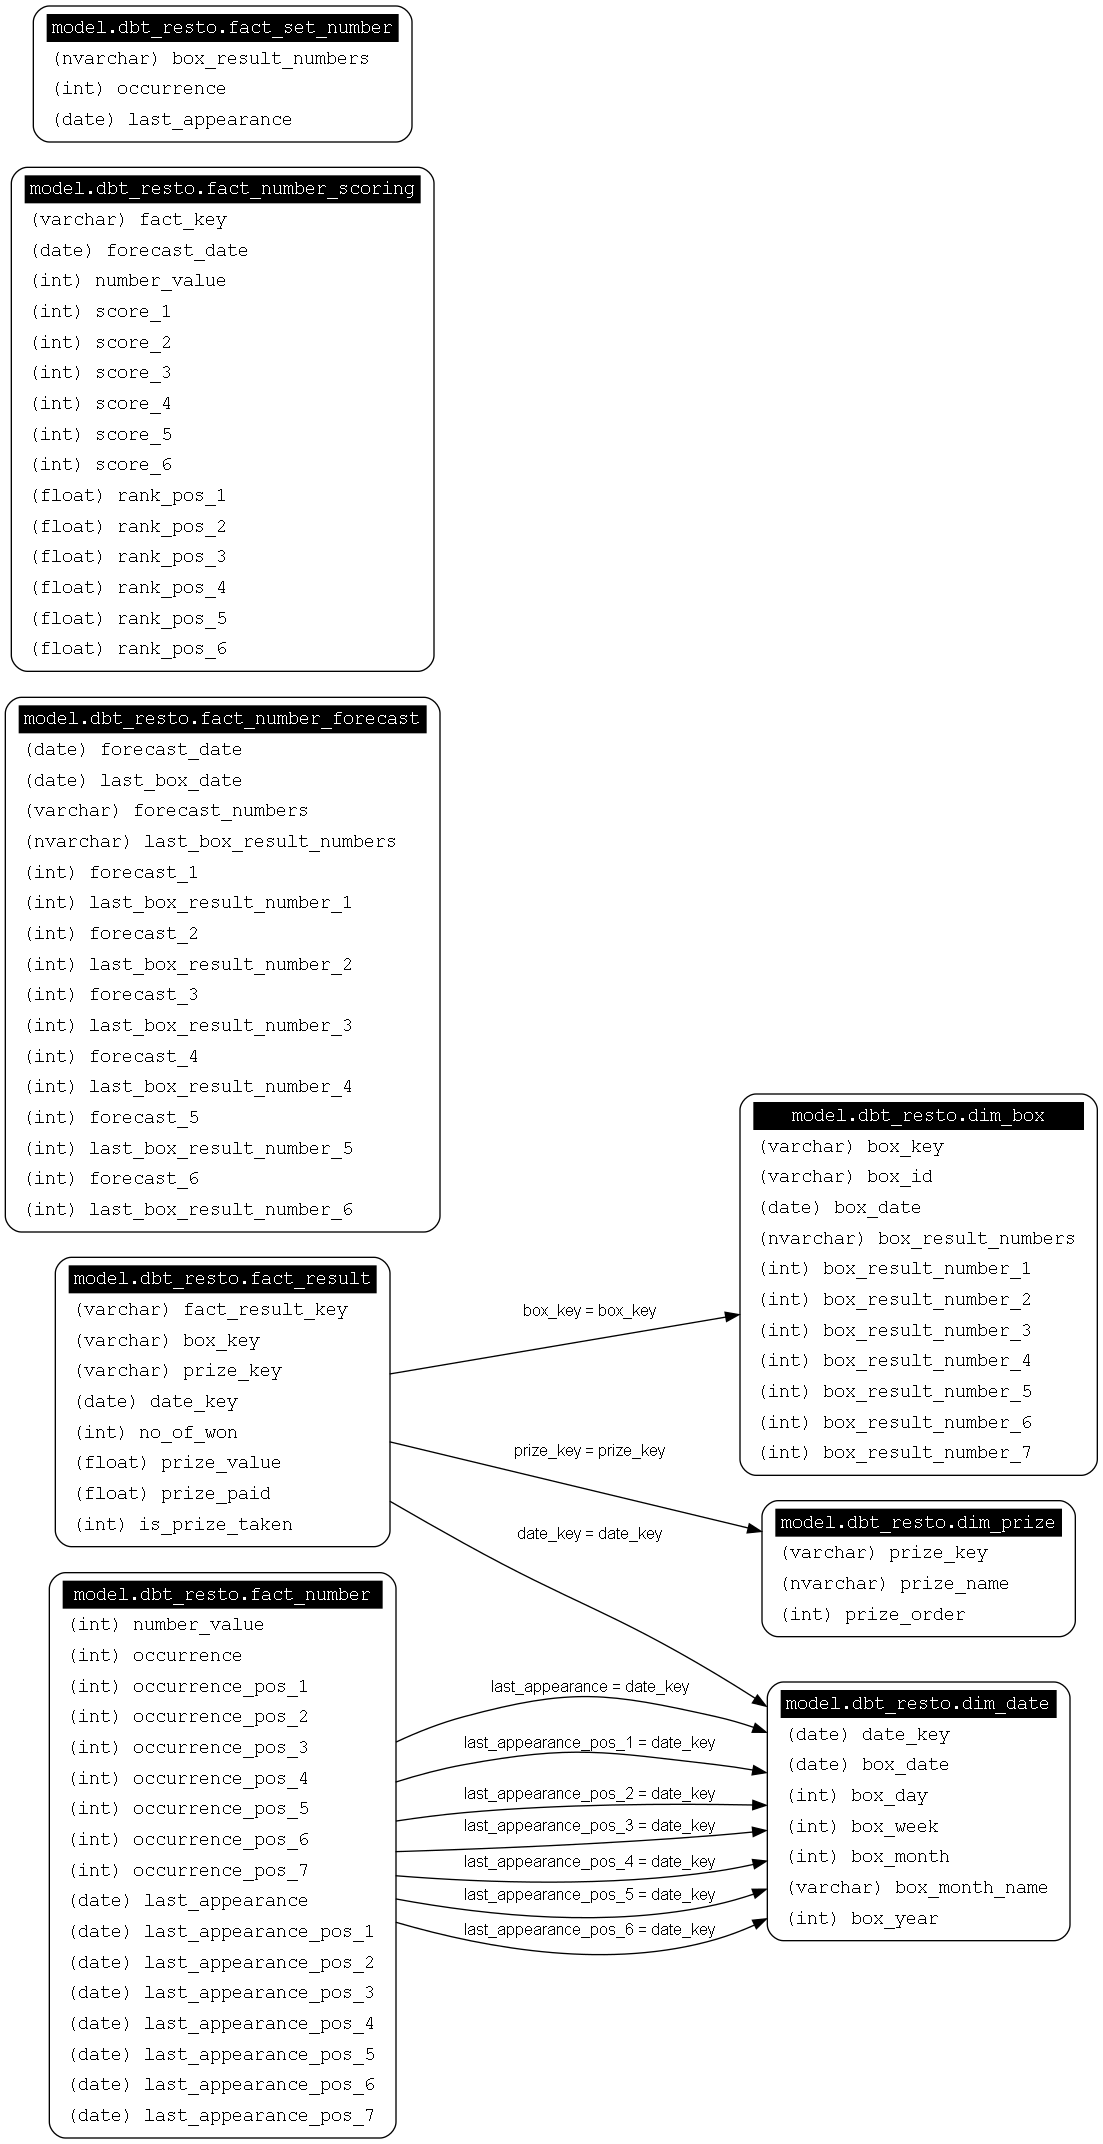 model.dbt_resto.fact_set_number
(nvarchar) box_result_numbers
(int) occurrence
(date) last_appearance
model.dbt_resto.fact_number_scoring
(varchar) fact_key
(date) forecast_date
(int) number_value
(int) score_1
(int) score_2
(int) score_3
(int) score_4
(int) score_5
(int) score_6
(float) rank_pos_1
(float) rank_pos_2
(float) rank_pos_3
(float) rank_pos_4
(float) rank_pos_5
(float) rank_pos_6
model.dbt_resto.fact_number_forecast
(date) forecast_date
(date) last_box_date
(varchar) forecast_numbers
(nvarchar) last_box_result_numbers
(int) forecast_1
(int) last_box_result_number_1
(int) forecast_2
(int) last_box_result_number_2
(int) forecast_3
(int) last_box_result_number_3
(int) forecast_4
(int) last_box_result_number_4
(int) forecast_5
(int) last_box_result_number_5
(int) forecast_6
(int) last_box_result_number_6
model.dbt_resto.fact_result
(varchar) fact_result_key
(varchar) box_key
(varchar) prize_key
(date) date_key
(int) no_of_won
(float) prize_value
(float) prize_paid
(int) is_prize_taken
box_key = box_key
prize_key = prize_key
date_key = date_key
model.dbt_resto.dim_box
(varchar) box_key
(varchar) box_id
(date) box_date
(nvarchar) box_result_numbers
(int) box_result_number_1
(int) box_result_number_2
(int) box_result_number_3
(int) box_result_number_4
(int) box_result_number_5
(int) box_result_number_6
(int) box_result_number_7
model.dbt_resto.dim_prize
(varchar) prize_key
(nvarchar) prize_name
(int) prize_order
model.dbt_resto.fact_number
(int) number_value
(int) occurrence
(int) occurrence_pos_1
(int) occurrence_pos_2
(int) occurrence_pos_3
(int) occurrence_pos_4
(int) occurrence_pos_5
(int) occurrence_pos_6
(int) occurrence_pos_7
(date) last_appearance
(date) last_appearance_pos_1
(date) last_appearance_pos_2
(date) last_appearance_pos_3
(date) last_appearance_pos_4
(date) last_appearance_pos_5
(date) last_appearance_pos_6
(date) last_appearance_pos_7
last_appearance = date_key
last_appearance_pos_1 = date_key
last_appearance_pos_2 = date_key
last_appearance_pos_3 = date_key
last_appearance_pos_4 = date_key
last_appearance_pos_5 = date_key
last_appearance_pos_6 = date_key
model.dbt_resto.dim_date
(date) date_key
(date) box_date
(int) box_day
(int) box_week
(int) box_month
(varchar) box_month_name
(int) box_year